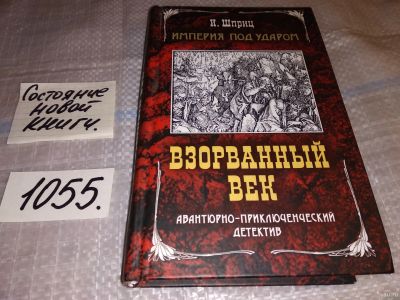 Состояние
новой
книги.
1055.
И. Шприц
ИМПЕРИЯ ПОД УДАРОМ
ВЗОРВАННЫЙ
ВЕК
АВАНТЮРНО-ПРИКЛЮЧЕНЧЕСКИЙ
ДЕТЕКТИВ